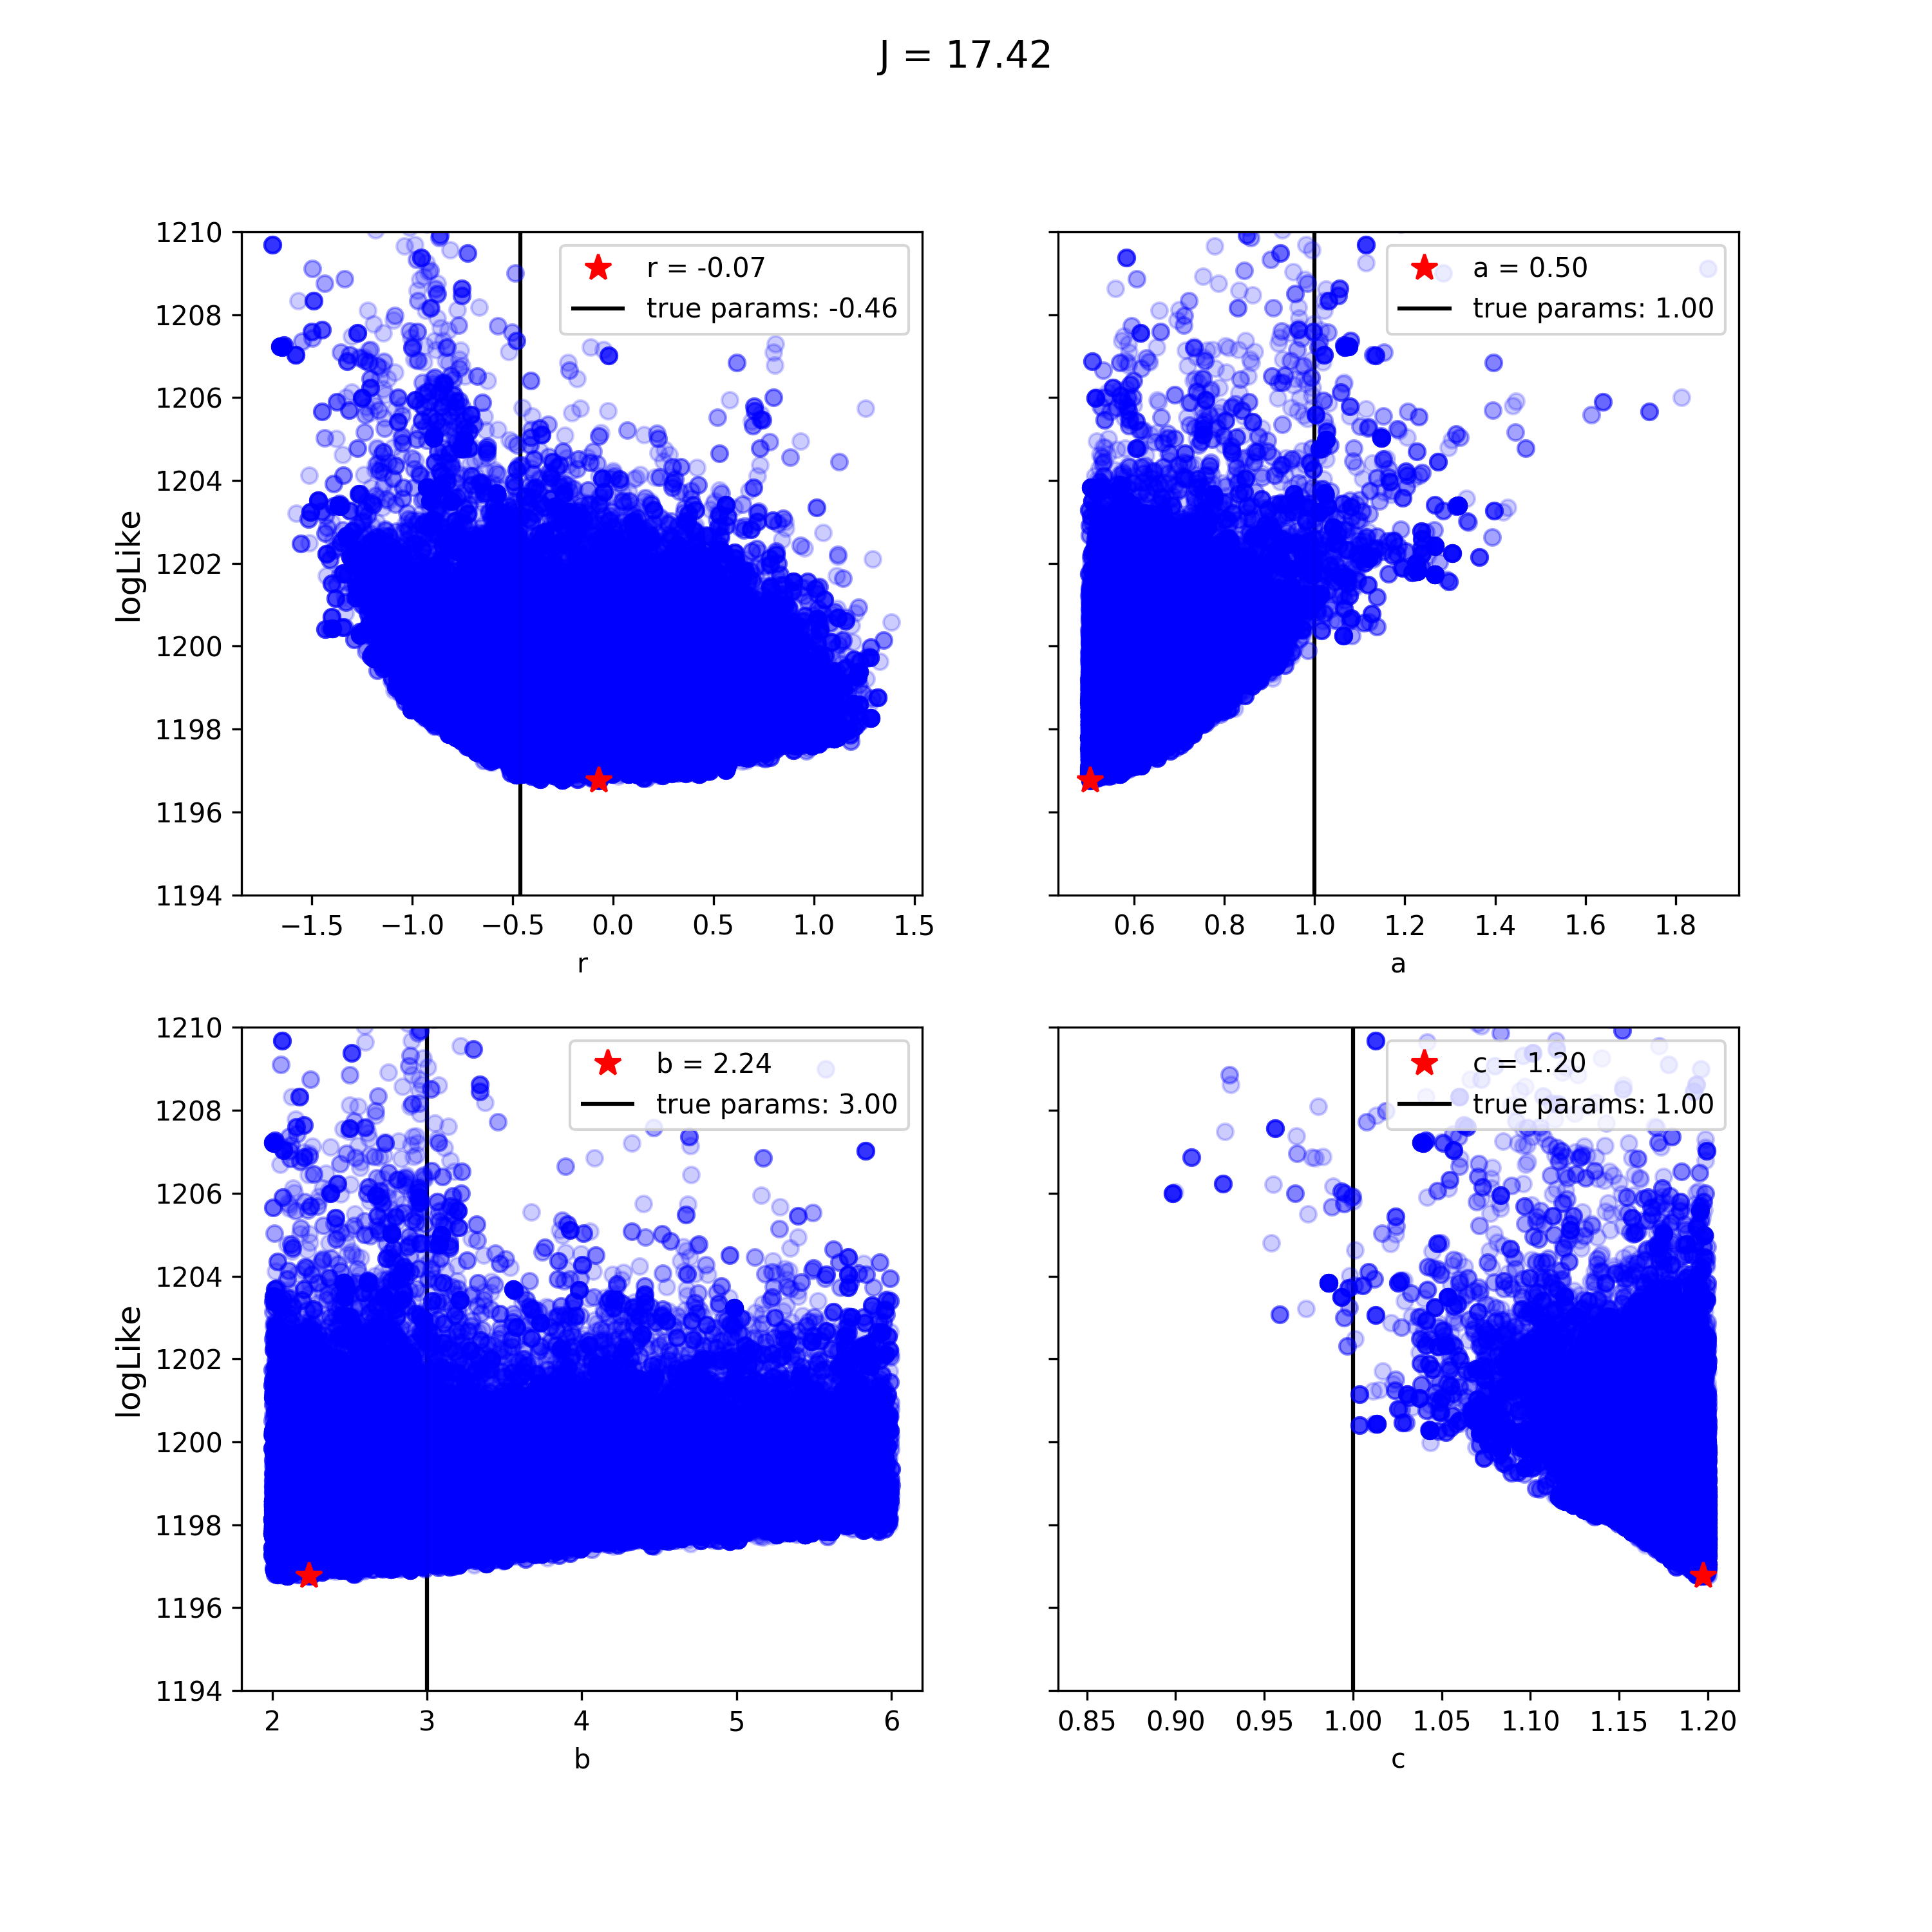 J = 17.42
1210
1208
1206
1204
1202
1200
1198
1196
1194
logLike
−1.5 −1.0 −0.5 0.0 0.5 1.0 1.5
r
r = -0.07
true params: -0.46
0.6 0.8 1.0 1.2 1.4 1.6 1.8
a
a = 0.50
true params: 1.00
1210
1208
1206
1204
1202
1200
1198
1196
1194
logLike
2 3 4 5 6
b
b = 2.24
true params: 3.00
0.85 0.90 0.95 1.00 1.05 1.10 1.15 1.20
c
c = 1.20
true params: 1.00